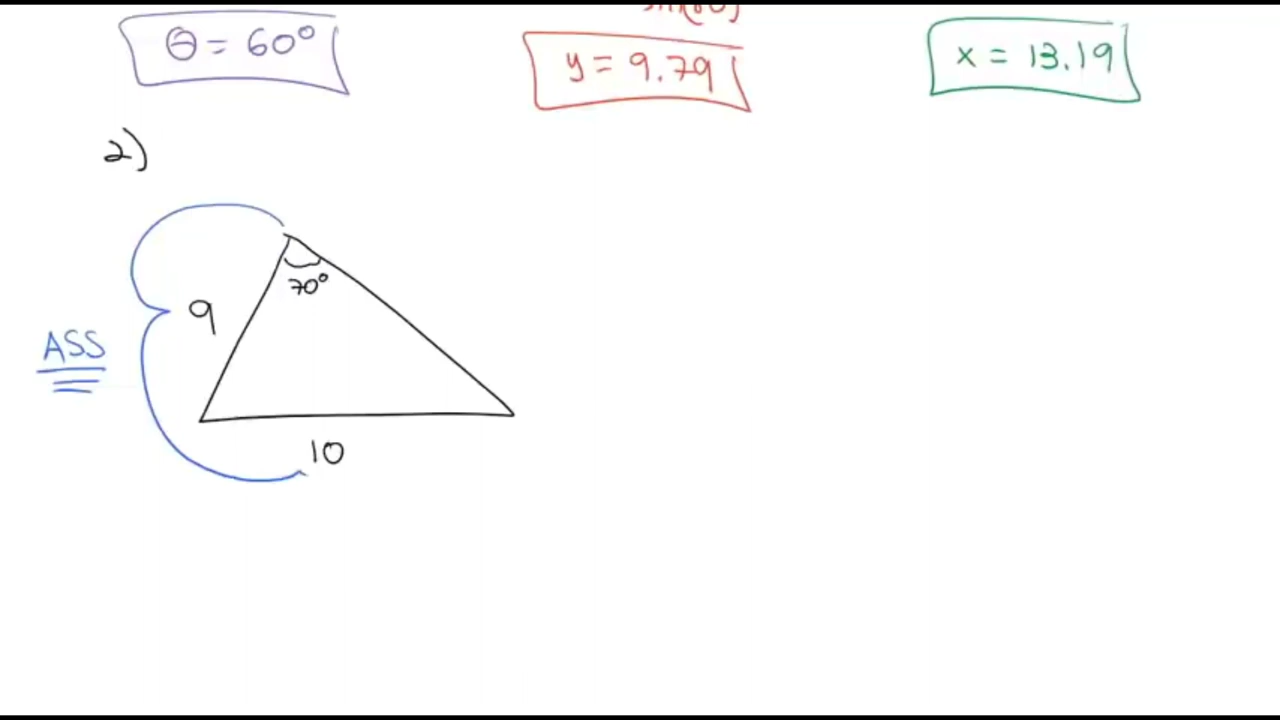 θ = 60°
y = 9.79
x = 13.19
2)
70°
9
ASS
10